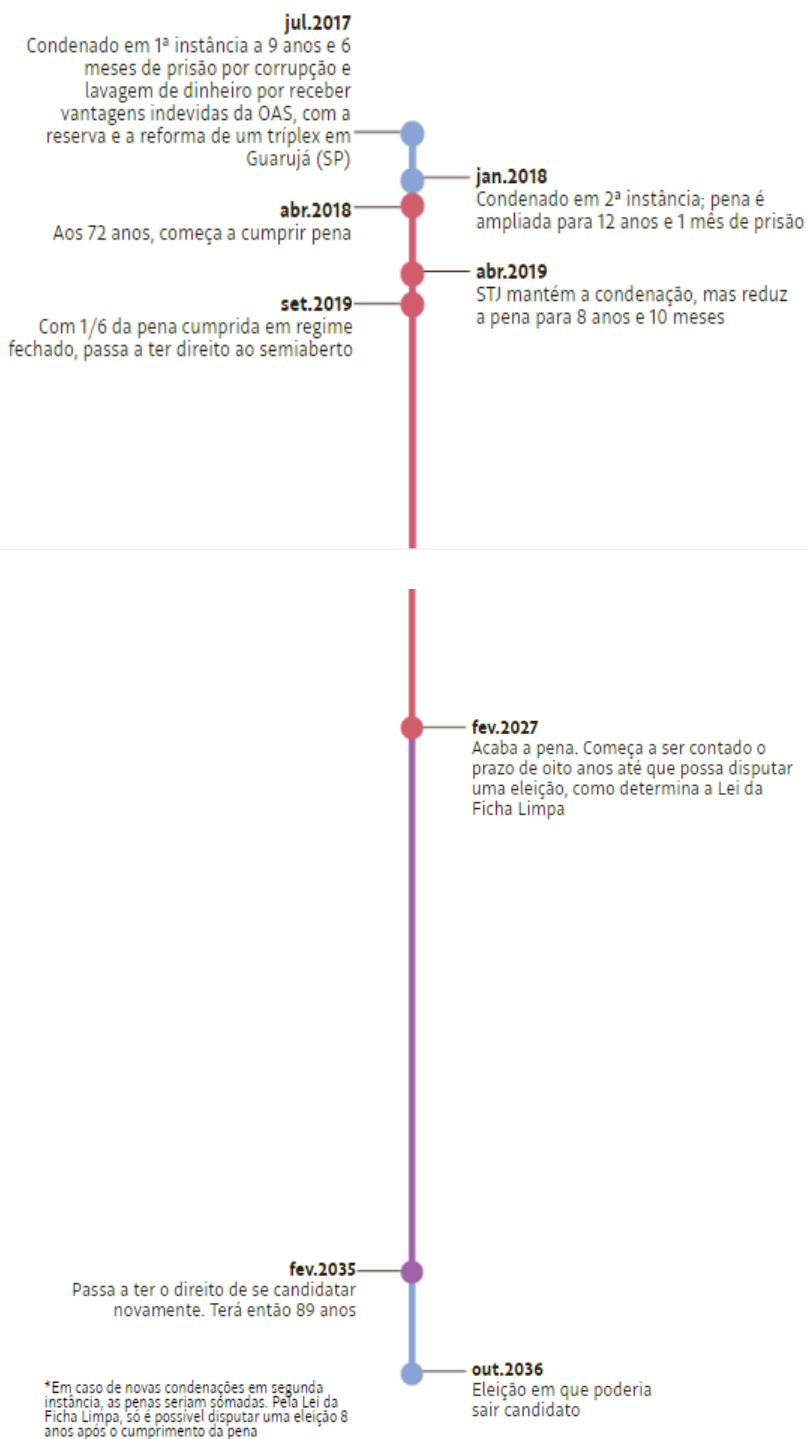 jul.2017
Condenado em 1ª instância a 9 anos e 6
meses de prisão por corrupção e
lavagem de dinheiro por receber
vantagens indevidas da OAS, com a
reserva e a reforma de um tríplex em
Guarujá (SP)
jan.2018
Condenado em 2ª instância; pena é
ampliada para 12 anos e 1 mês de prisão
abr.2018
Aos 72 anos, começa a cumprir pena
abr.2019
STJ mantém a condenação, mas reduz
a pena para 8 anos e 10 meses
set.2019
Com 1/6 da pena cumprida em regime
fechado, passa a ter direito ao semiaberto
fev.2027
Acaba a pena. Começa a ser contado o
prazo de oito anos até que possa disputar
uma eleição, como determina a Lei da
Ficha Limpa
fev.2035
Passa a ter o direito de se candidatar
novamente. Terá então 89 anos
out.2036
Eleição em que poderia
sair candidato
*Em caso de novas condenações em segunda
instância, as penas seriam somadas. Pela Lei da
Ficha Limpa, só é possível disputar uma eleição 8
anos após o cumprimento da pena